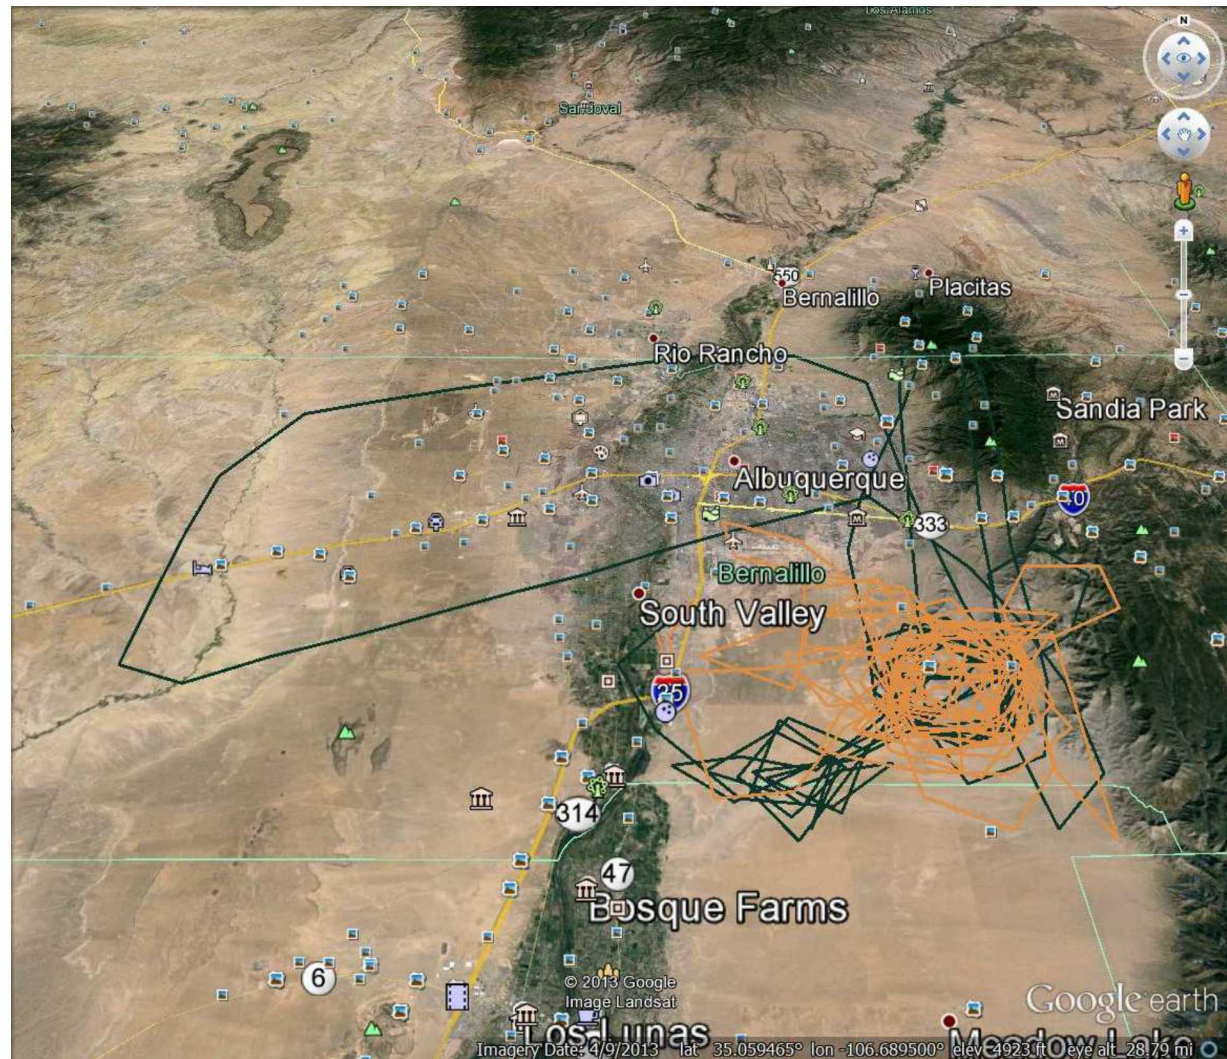 Los Alamos
N
Sandoval
550
Bernalillo
Placitas
Rio Rancho
Sandia Park
Albuquerque
40
333
Bernalillo
South Valley
25
314
47
Bosque Farms
6
© 2013 Google
Image Landsat
Google earth
Los Lunas
Meadow Lake
Imagery Date: 4/9/2013 lat 35.059465° lon -106.689500° elev 4923 ft eye alt 28.79 mi